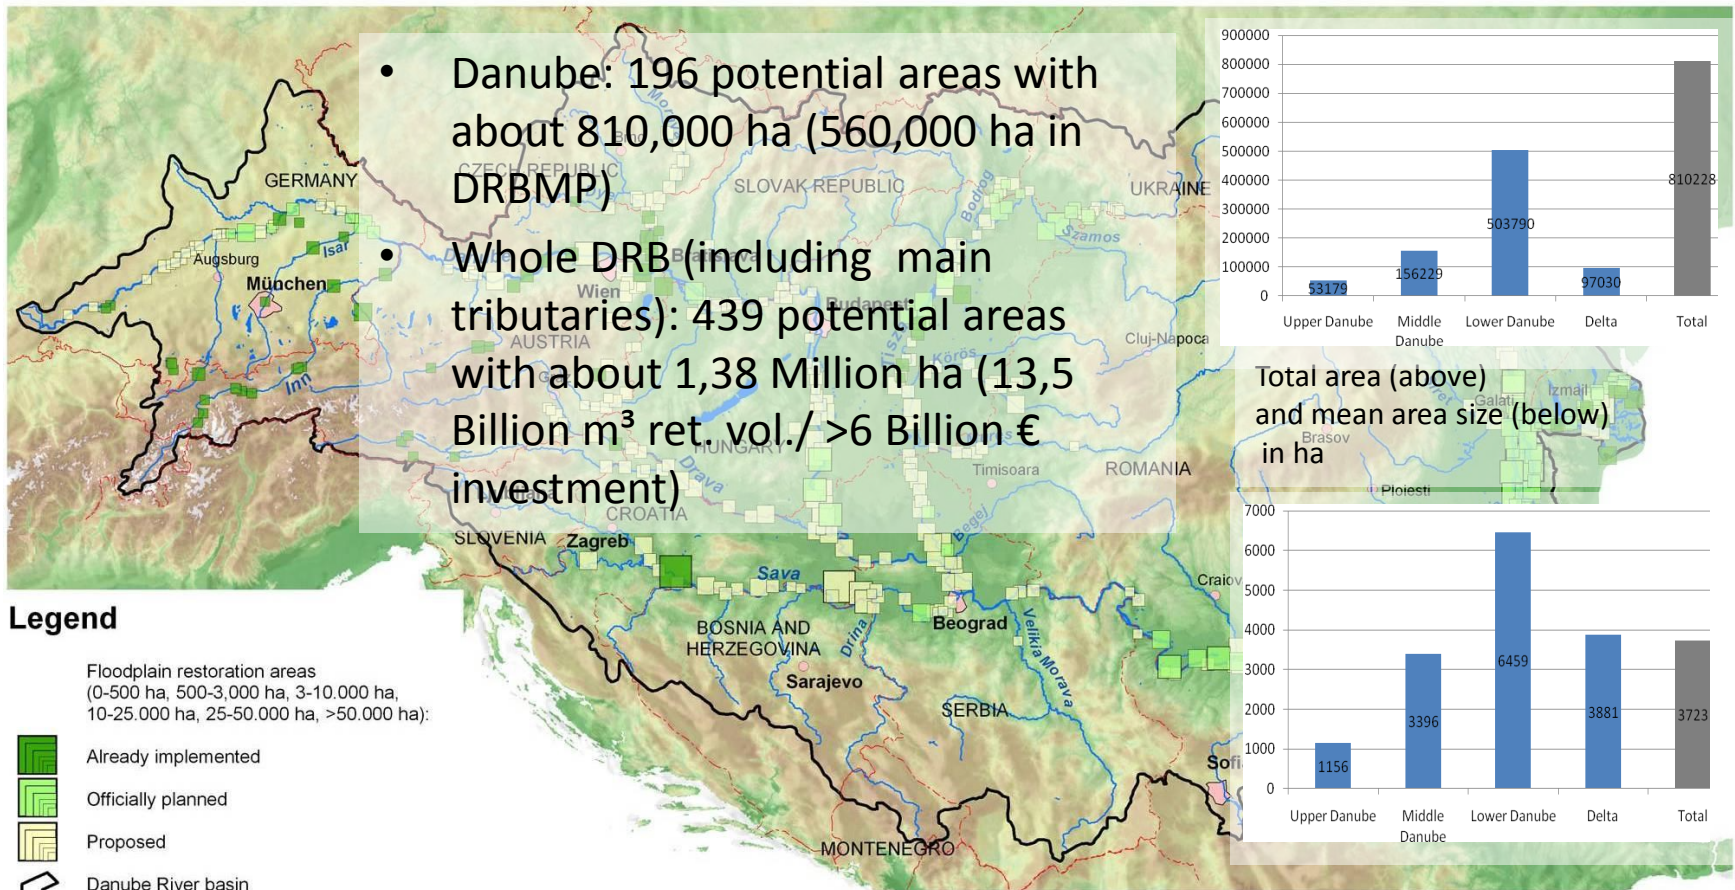 • Danube: 196 potential areas with
about 810,000 ha (560,000 ha in
DRBMP)
• Whole DRB (including main
tributaries): 439 potential areas
with about 1,38 Million ha (13,5
Billion m³ ret. vol./ >6 Billion €
investment)
900000
800000
700000
600000
500000
400000
300000
200000
100000
0
53179
156229
503790
97030
810228
Upper Danube
Middle
Danube
Lower Danube
Delta
Total
Total area (above)
and mean area size (below)
in ha
7000
6000
5000
4000
3000
2000
1000
0
1156
3396
6459
3881
3723
Upper Danube
Middle
Danube
Lower Danube
Delta
Total
GERMANY
CZECH REPUBLIC
SLOVAK REPUBLIC
UKRAINE
Morava
Bodrog
Szamos
Isar
Augsburg
München
Danube
Bratislava
Wien
Budapest
AUSTRIA
Tisza
Körös
Cluj-Napoca
Inn
HUNGARY
Drava
Timisoara
ROMANIA
Brasov
Galati
Izmail
Ploiesti
CROATIA
SLOVENIA
Zagreb
Begej
Sava
Craiov
BOSNIA AND
HERZEGOVINA
Drina
Beograd
Velika Morava
Sarajevo
SERBIA
Sofi
MONTENEGRO
Legend
Floodplain restoration areas
(0-500 ha, 500-3,000 ha, 3-10.000 ha,
10-25.000 ha, 25-50.000 ha, >50.000 ha):
Already implemented
Officially planned
Proposed
Danube River basin